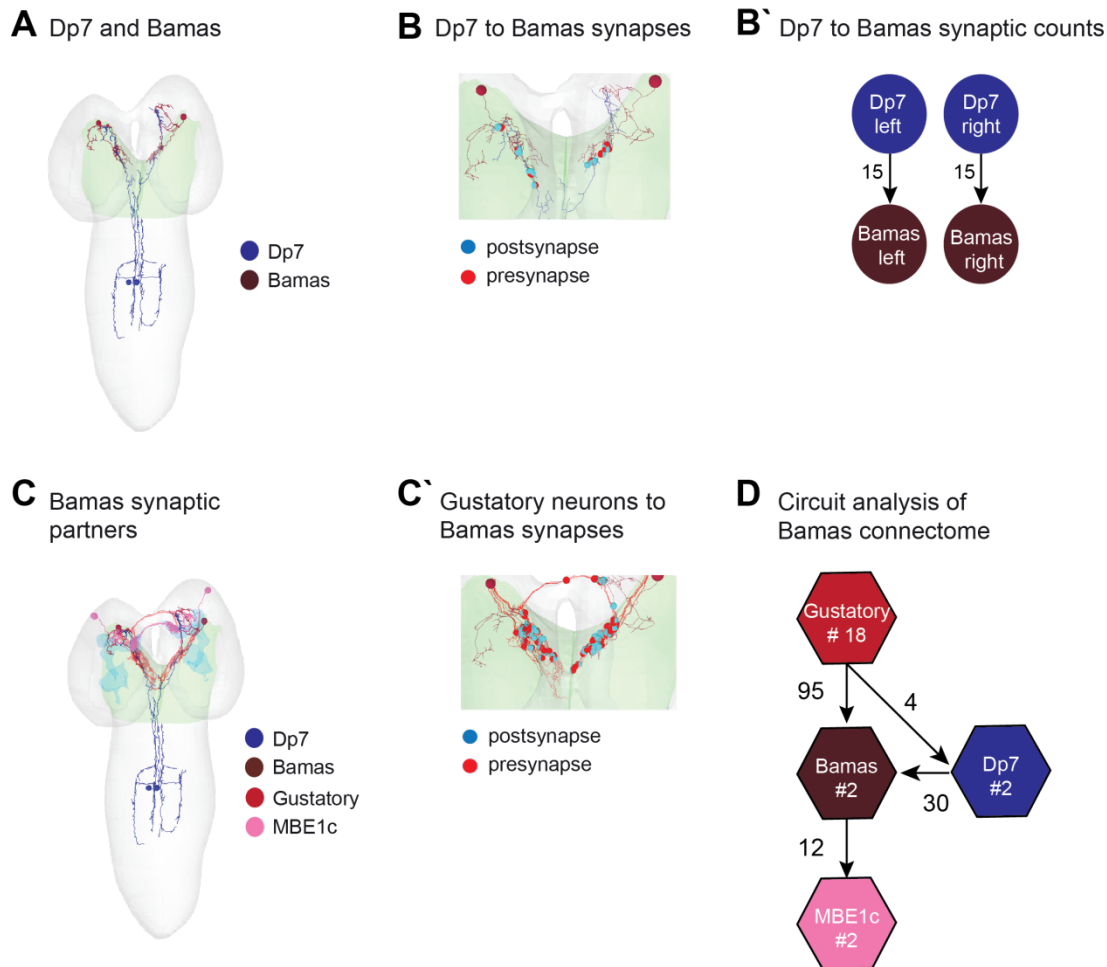 A Dp7 and Bamas
Dp7
Bamas
B Dp7 to Bamas synapses
postsynapse
presynapse
B` Dp7 to Bamas synaptic counts
Dp7
left
Dp7
right
15
15
Bamas
left
Bamas
right
C Bamas synaptic
partners
Dp7
Bamas
Gustatory
MBE1c
C` Gustatory neurons to
Bamas synapses
postsynapse
presynapse
D Circuit analysis of
Bamas connectome
Gustatory
# 18
95
4
Bamas
#2
Dp7
#2
30
12
MBE1c
#2